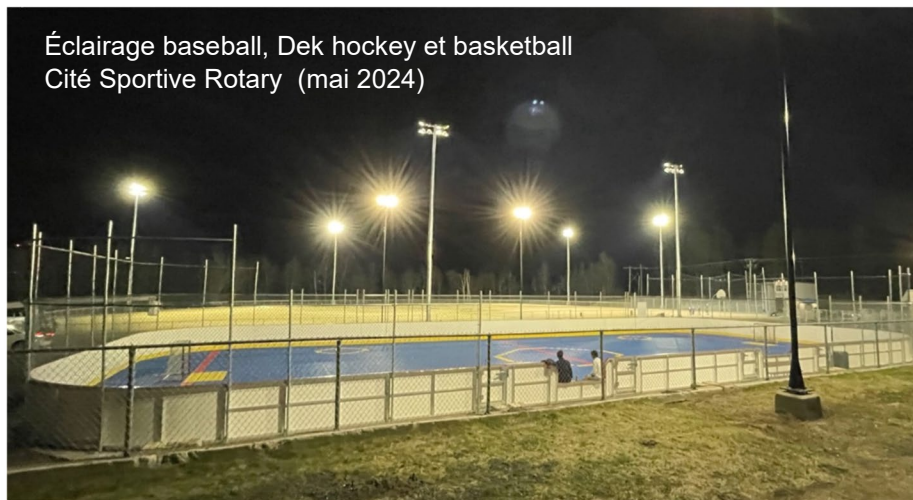 Éclairage baseball, Dek hockey et basketball
Cité Sportive Rotary  (mai 2024)